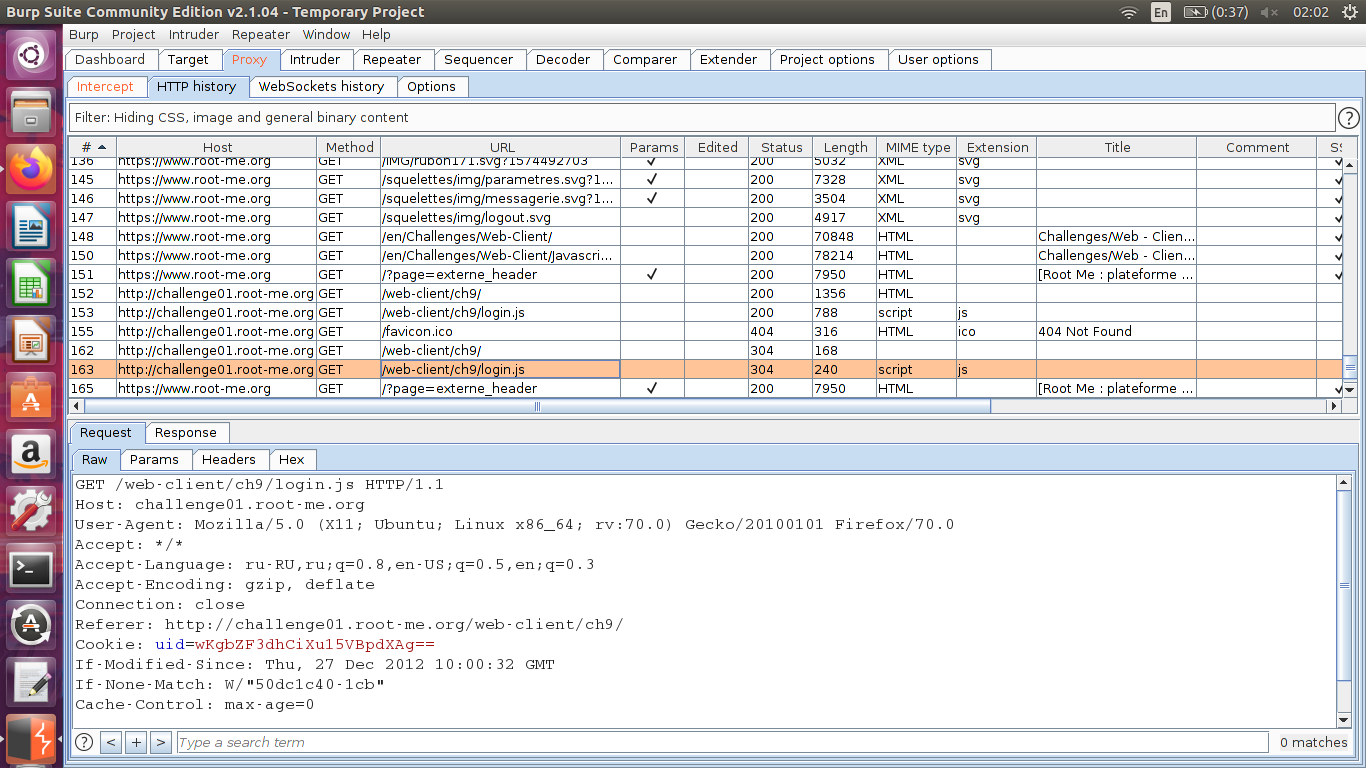 Burp Suite Community Edition v2.1.04 - Temporary Project En (0:37) 02:02
Burp Project Intruder Repeater Window Help
Dashboard Target Proxy Intruder Repeater Sequencer Decoder Comparer Extender Project options User options
Intercept HTTP history WebSockets history Options
Filter: Hiding CSS, image and general binary content ?
# Host Method URL Params Edited Status Length MIME type Extension Title Comment
136 https://www.root-me.org GET /IMG/rubon171.svg?1574492703 ✓ 200 5032 XML svg ✓
145 https://www.root-me.org GET /squelettes/img/parametres.svg?1... ✓ 200 7328 XML svg ✓
146 https://www.root-me.org GET /squelettes/img/messagerie.svg?1... ✓ 200 3504 XML svg ✓
147 https://www.root-me.org GET /squelettes/img/logout.svg 200 4917 XML svg ✓
148 https://www.root-me.org GET /en/Challenges/Web-Client/ 200 70848 HTML Challenges/Web - Clien... ✓
150 https://www.root-me.org GET /en/Challenges/Web-Client/Javascri... 200 78214 HTML Challenges/Web - Clien... ✓
151 https://www.root-me.org GET /?page=externe_header ✓ 200 7950 HTML [Root Me : plateforme ... ✓
152 http://challenge01.root-me.org GET /web-client/ch9/ 200 1356 HTML
153 http://challenge01.root-me.org GET /web-client/ch9/login.js 200 788 script js
155 http://challenge01.root-me.org GET /favicon.ico 404 316 HTML ico 404 Not Found
162 http://challenge01.root-me.org GET /web-client/ch9/ 304 168
163 http://challenge01.root-me.org GET /web-client/ch9/login.js 304 240 script js
165 https://www.root-me.org GET /?page=externe_header ✓ 200 7950 HTML [Root Me : plateforme ... ✓
Request Response
Raw Params Headers Hex
GET /web-client/ch9/login.js HTTP/1.1
Host: challenge01.root-me.org
User-Agent: Mozilla/5.0 (X11; Ubuntu; Linux x86_64; rv:70.0) Gecko/20100101 Firefox/70.0
Accept: */*
Accept-Language: ru-RU,ru;q=0.8,en-US;q=0.5,en;q=0.3
Accept-Encoding: gzip, deflate
Connection: close
Referer: http://challenge01.root-me.org/web-client/ch9/
Cookie: uid=wKgbZF3dhCiXu15VBpdXAg==
If-Modified-Since: Thu, 27 Dec 2012 10:00:32 GMT
If-None-Match: W/"50dc1c40-1cb"
Cache-Control: max-age=0
? < + > Type a search term 0 matches